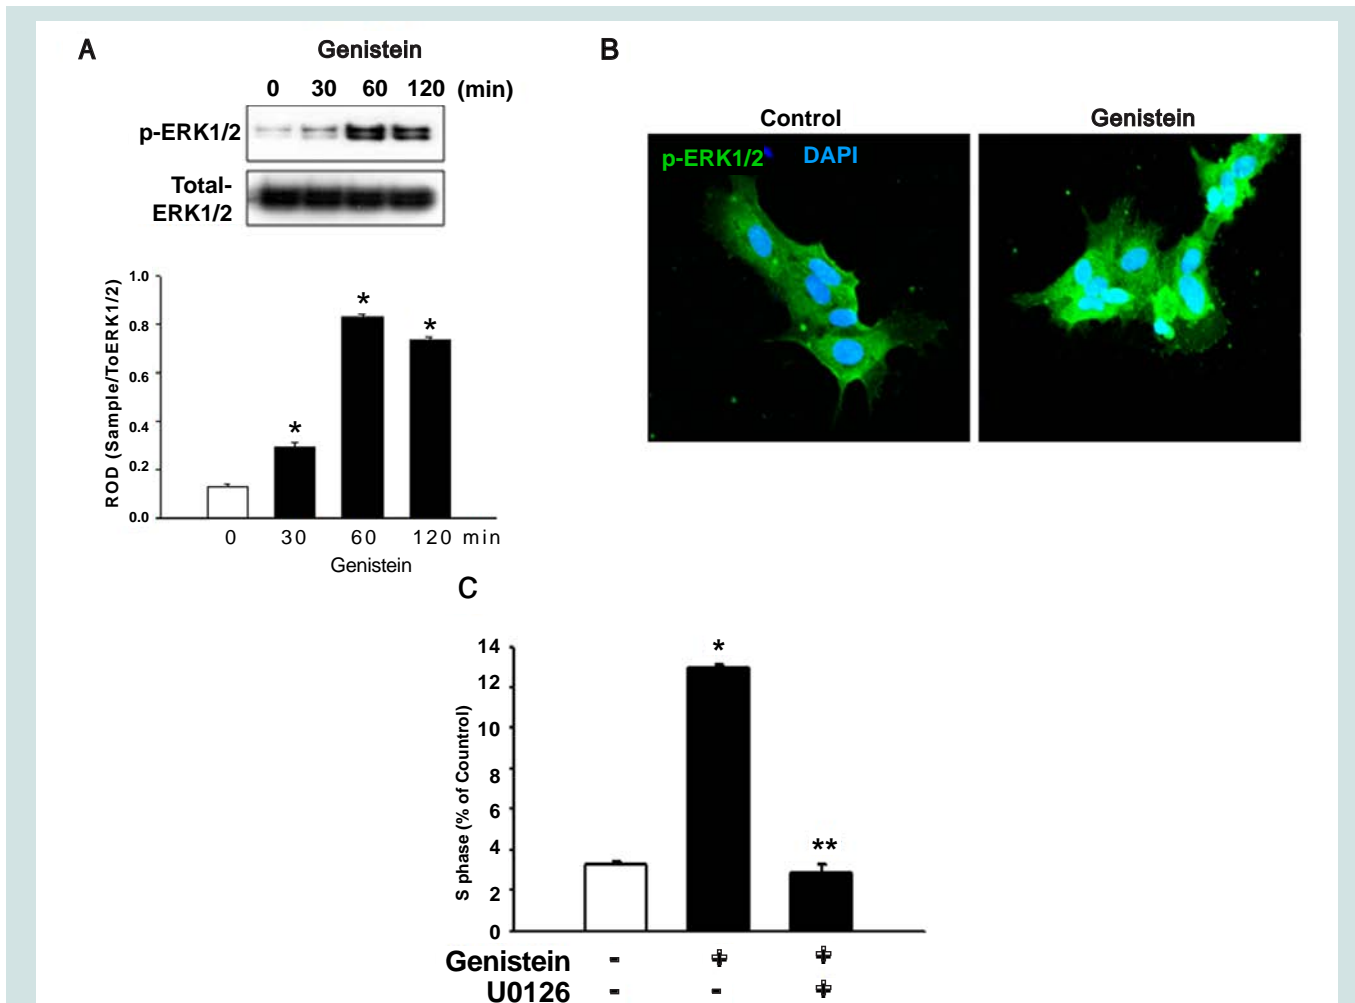 A
Genistein
0 30 60 120 (min)
p-ERK1/2
Total-
ERK1/2
1.0
0.8
0.6
0.4
0.2
0.0
ROD (Sample/ToERK1/2)
*
*
*
0 30 60 120 min
Genistein
B
Control
Genistein
p-ERK1/2
DAPI
C
14
12
10
8
6
4
2
0
S phase (% of Countrol)
*
**
Genistein - + +
U0126 - - +